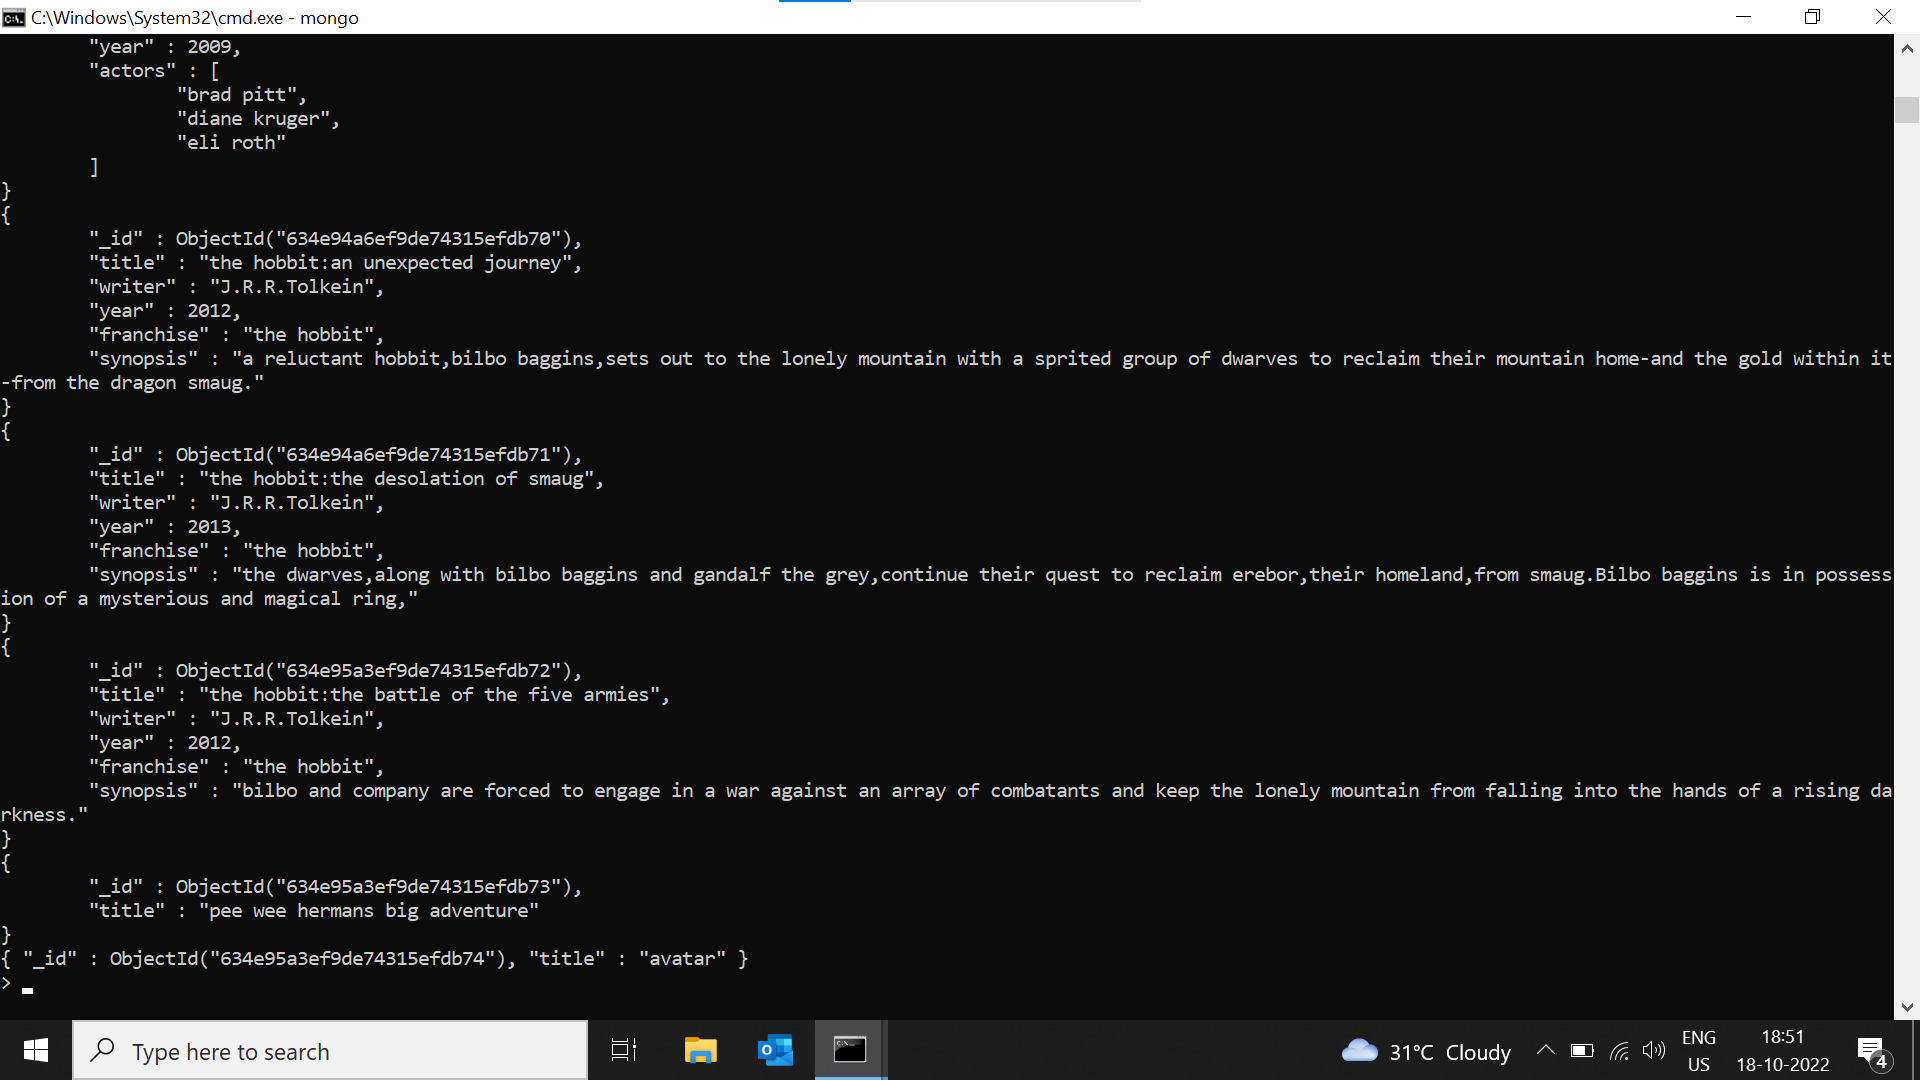 C:\Windows\System32\cmd.exe - mongo
"year" : 2009,
"actors" : [
"brad pitt",
"diane kruger",
"eli roth"
]
}
{
"_id" : ObjectId("634e94a6ef9de74315efdb70"),
"title" : "the hobbit:an unexpected journey",
"writer" : "J.R.R.Tolkein",
"year" : 2012,
"franchise" : "the hobbit",
"synopsis" : "a reluctant hobbit,bilbo baggins,sets out to the lonely mountain with a sprited group of dwarves to reclaim their mountain home-and the gold within it
-from the dragon smaug."
}
{
"_id" : ObjectId("634e94a6ef9de74315efdb71"),
"title" : "the hobbit:the desolation of smaug",
"writer" : "J.R.R.Tolkein",
"year" : 2013,
"franchise" : "the hobbit",
"synopsis" : "the dwarves,along with bilbo baggins and gandalf the grey,continue their quest to reclaim erebor,their homeland,from smaug.Bilbo baggins is in possess
ion of a mysterious and magical ring,"
}
{
"_id" : ObjectId("634e95a3ef9de74315efdb72"),
"title" : "the hobbit:the battle of the five armies",
"writer" : "J.R.R.Tolkein",
"year" : 2012,
"franchise" : "the hobbit",
"synopsis" : "bilbo and company are forced to engage in a war against an array of combatants and keep the lonely mountain from falling into the hands of a rising da
rkness."
}
{
"_id" : ObjectId("634e95a3ef9de74315efdb73"),
"title" : "pee wee hermans big adventure"
}
{ "_id" : ObjectId("634e95a3ef9de74315efdb74"), "title" : "avatar" }
>
Type here to search
31°C Cloudy
ENG
US
18:51
18-10-2022
4